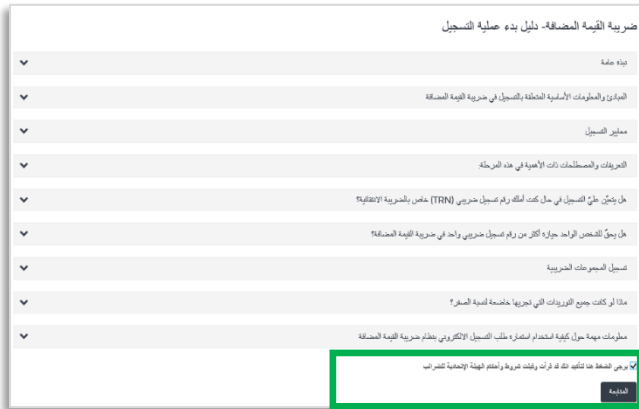 ضريبة القيمة المضافة- دليل بدء عملية التسجيل
نبذة عامة
المبادئ والمعلومات الأساسية المتعلقة بالتسجيل في ضريبة القيمة المضافة
معايير التسجيل
التعريفات والمصطلحات ذات الأهمية في هذه المرحلة:
هل يتعيّن عليّ التسجيل في حال كنت أملك رقم تسجيل ضريبي (TRN) خاص بالضريبة الانتقائية؟
هل يحقّ للشخص الواحد حيازة أكثر من رقم تسجيل ضريبي واحد في ضريبة القيمة المضافة؟
تسجيل المجموعات الضريبية
ماذا لو كانت جميع التوريدات التي تجريها خاضعة لنسبة الصفر؟
معلومات مهمة حول كيفية استخدام استمارة طلب التسجيل الالكتروني بنظام ضريبة القيمة المضافة
يرجى الضغط هنا لتأكيد انك قد قرأت وقبلت شروط وأحكام الهيئة الإتحادية للضرائب
المتابعة